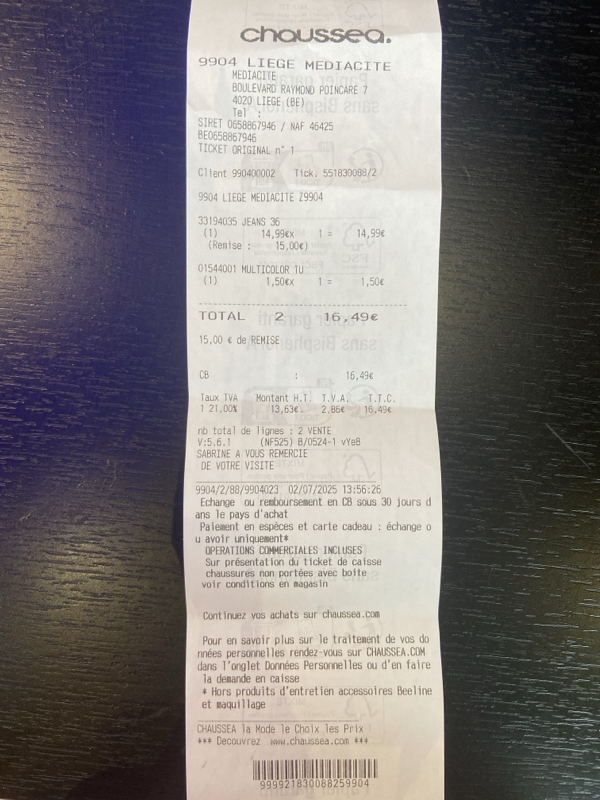 chaussea.
9904 LIEGE MEDIACITE
MEDIACITE
BOULEVARD RAYMOND POINCARE 7
4020 LIEGE (BE)
Tel :
SIRET 0658867946 / NAF 46425
BE0658867946
TICKET ORIGINAL n° 1
Client 990400002 Tick. 551830088/2
9904 LIEGE MEDIACITE Z9904
33194035 JEANS 36
(1) 14,99€x 1 = 14,99€
(Remise : 15,00€)
01544001 MULTICOLOR TU
(1) 1,50€x 1 = 1,50€
TOTAL 2 16,49€
15,00 € de REMISE
CB : 16,49€
Taux TVA Montant H.T. T.V.A. T.T.C.
1 21,00% 13,63€ 2,86€ 16,49€
nb total de lignes : 2 VENTE
V:5.6.1 (NF525) B/0524-1 vYe8
SABRINE A VOUS REMERCIE
DE VOTRE VISITE
9904/2/88/9904023 02/07/2025 13:56:26
Echange ou remboursement en CB sous 30 jours d
ans le pays d'achat
Paiement en espèces et carte cadeau : échange o
u avoir uniquement*
OPERATIONS COMMERCIALES INCLUSES
Sur présentation du ticket de caisse
chaussures non portées avec boite
voir conditions en magasin
Continuez vos achats sur chaussea.com
Pour en savoir plus sur le traitement de vos do
nnées personnelles rendez-vous sur CHAUSSEA.COM
dans l'onglet Données Personnelles ou d'en faire
la demande en caisse
* Hors produits d'entretien accessoires Beeline
et maquillage
CHAUSSEA la Mode le Choix les Prix
*** Decouvrez www.chaussea.com ***
999921830088259904